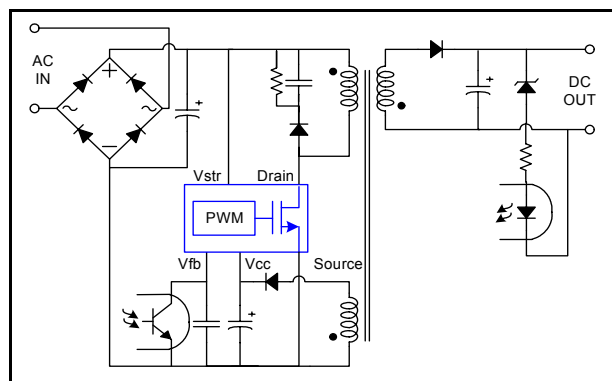 AC
IN
+
−
~
~
+
+
DC
OUT
Vstr
Drain
PWM
Vfb
Vcc
Source
+